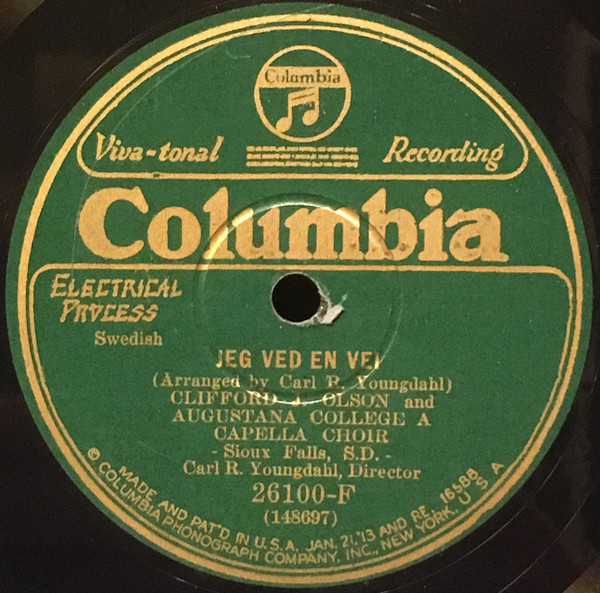 Columbia
Viva-tonal Recording
Columbia
ELECTRICAL
PROCESS
Swedish
JEG VED EN VEI
(Arranged by Carl R. Youngdahl)
CLIFFORD J. OLSON and
AUGUSTANA COLLEGE A
CAPELLA CHOIR
- Sioux Falls, S.D. -
Carl R. Youngdahl, Director
26100-F
(148697)
MADE AND PAT'D IN U.S.A. JAN. 21,'13 AND RE. 16588
© COLUMBIA PHONOGRAPH COMPANY, INC., NEW YORK, U S A